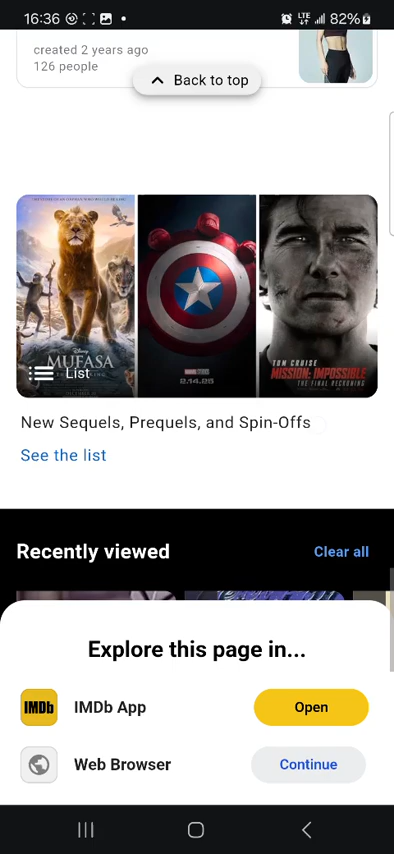 16:36
LTE
82%
created 2 years ago
126 people
Back to top
Disney
MUFASA
List
2.14.25
TOM CRUISE
MISSION: IMPOSSIBLE
THE FINAL RECKONING
New Sequels, Prequels, and Spin-Offs
See the list
Recently viewed
Clear all
Explore this page in...
IMDb
IMDb App
Open
Web Browser
Continue